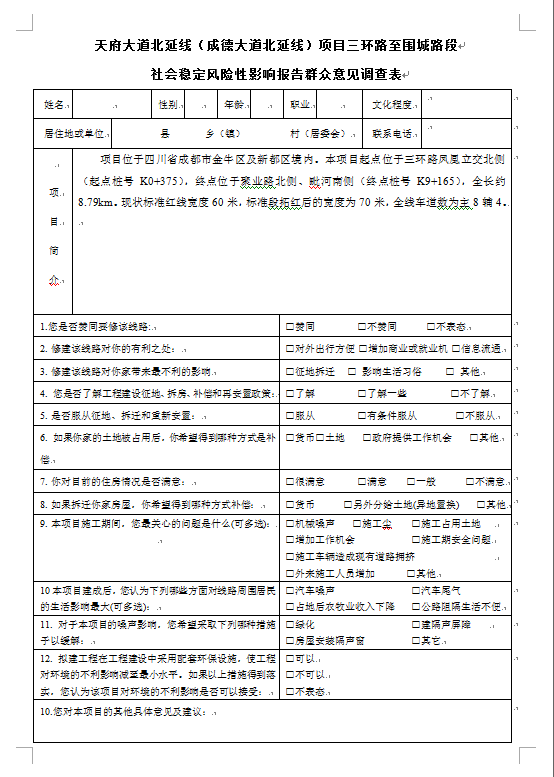 天府大道北延线（成德大道北延线）项目三环路至围城路段
社会稳定风险性影响报告群众意见调查表
姓名 性别 年龄 职业 文化程度
居住地或单位 县 乡（镇） 村（居委会） 联系电话
项目简介
项目位于四川省成都市金华区及新都区境内。本项目起点位于三环路凤凰立交北侧
（起点桩号 K0+375），终点位于聚业路北侧、毗河南侧（终点桩号 K9+165），全长约
8.79km。现状标准红线宽度 60 米，标准段拓红后的宽度为 70 米，全线车道数为主 8 辅 4。
1.您是否赞同要修该线路: □赞同 □不赞同 □不表态
2. 修建该线路对你的有利之处： □对外出行方便 □增加商业或就业机 □信息流通
3. 修建该线路对你家带来最不利的影响 □征地拆迁 □ 影响生活习俗 □ 其他
4. 您是否了解工程建设征地、拆房、补偿和再安置政策： □了解 □了解一些 □不了解
5. 是否服从征地、拆迁和重新安置： □服从 □有条件服从 □不服从
6. 如果你家的土地被占用后，你希望得到哪种方式是补 □货币□土地 □政府提供工作机会 □其他
偿
7. 你对目前的住房情况是否满意： □很满意 □满意 □一般 □不满意
8. 如果拆迁你家房屋，你希望得到哪种方式补偿： □货币 □另外分给土地(异地置换) □其他
9. 本项目施工期间，您最关心的问题是什么(可多选)： □机械噪声 □施工尘 □施工占用土地
□增加工作机会 □施工期安全问题
□施工车辆造成现有道路拥挤
□外来施工人员增加 □其他
10 本项目建成后，您认为下列哪些方面对线路周围居民 □汽车噪声 □汽车尾气
的生活影响最大(可多选)： □占地后农牧业收入下降 □公路阻隔生活不便
11. 对于本项目的噪声影响，您希望采取下列哪种措施 □绿化 □建隔声屏障
予以缓解： □房屋安装隔声窗 □其它
12. 拟建工程在工程建设中采用配套环保设施，使工程 □可以
对环境的不利影响减至最小水平。如果以上措施得到落 □不可以
实，您认为该项目对环境的不利影响是否可以接受： □不表态
10.您对本项目的其他具体意见及建议：